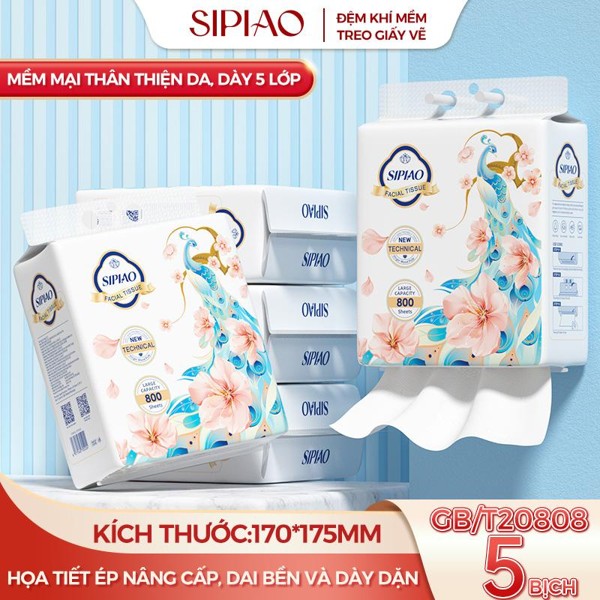 SIPIAO
ĐỆM KHÍ MỀM
TREO GIẤY VẼ
MỀM MẠI THÂN THIỆN DA, DÀY 5 LỚP
SIPIAO
FACIAL TISSUE
NEW
TECHNICAL
LARGE
CAPACITY
800
Sheets
SIPIAO
SIPIAO
SIPIAO
SIPIAO
SIPIAO
FACIAL TISSUE
NEW
TECHNICAL
LARGE
CAPACITY
800
Sheets
KÍCH THƯỚC:170*175MM
HỌA TIẾT ÉP NÂNG CẤP, DAI BỀN VÀ DÀY DẶN
GB/T20808
5 BỊCH